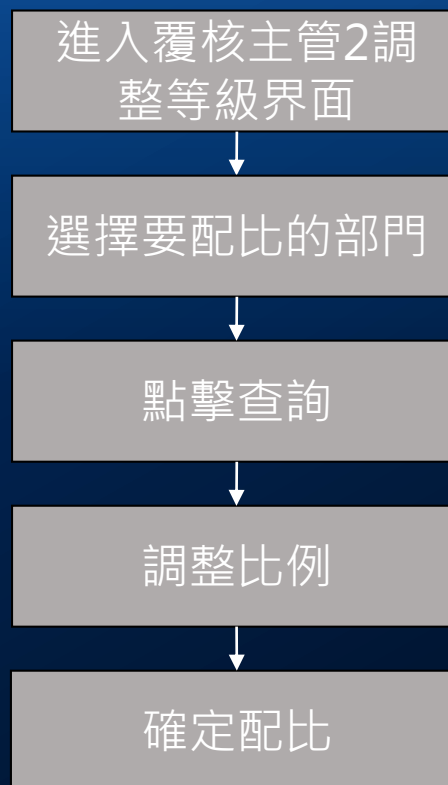 進入覆核主管2調
整等級界面
選擇要配比的部門
點擊查詢
調整比例
確定配比